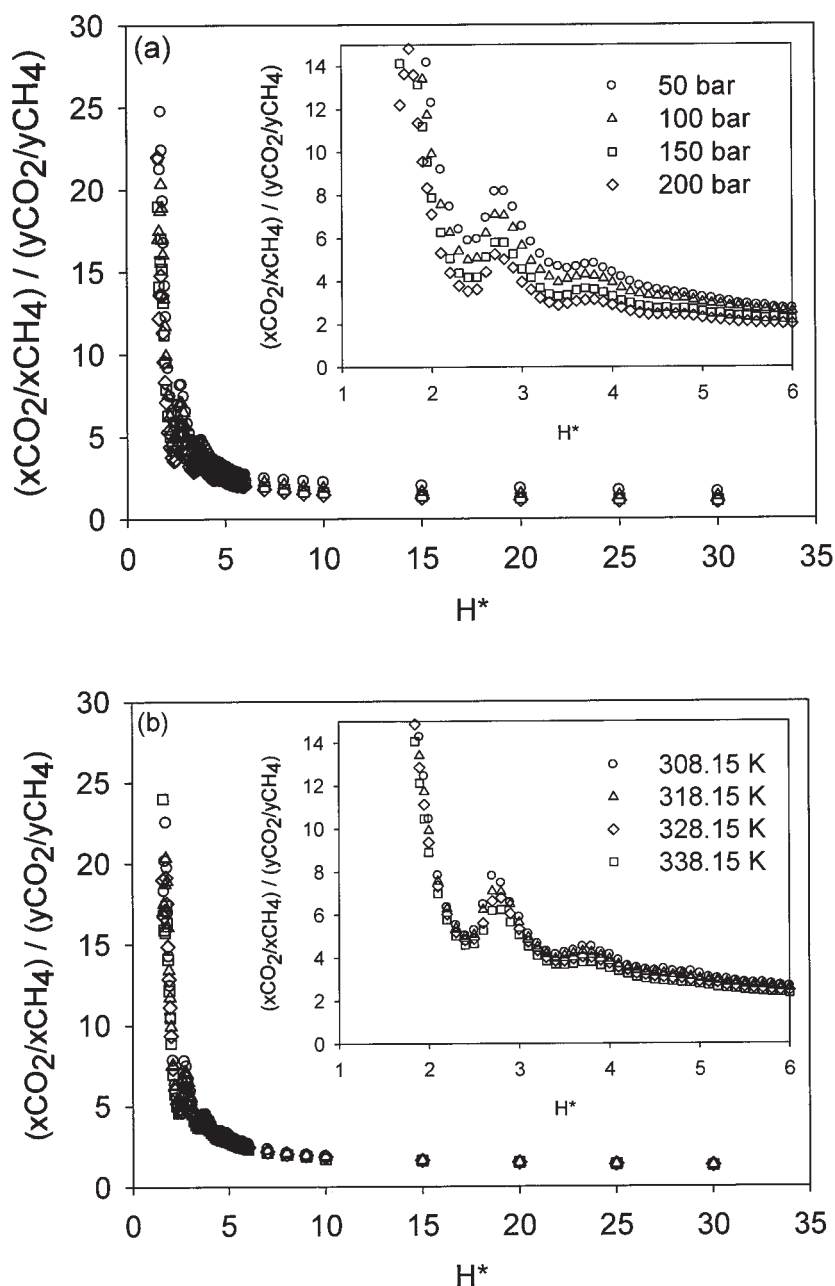 (a)
(xCO2/xCH4) / (yCO2/yCH4)
30
25
20
15
10
5
0
0 5 10 15 20 25 30 35
H*
(xCO2/xCH4) / (yCO2/yCH4)
14
12
10
8
6
4
2
0
1 2 3 4 5 6
H*
50 bar
100 bar
150 bar
200 bar
(b)
(xCO2/xCH4) / (yCO2/yCH4)
30
25
20
15
10
5
0
0 5 10 15 20 25 30 35
H*
(xCO2/xCH4) / (yCO2/yCH4)
14
12
10
8
6
4
2
0
1 2 3 4 5 6
H*
308.15 K
318.15 K
328.15 K
338.15 K